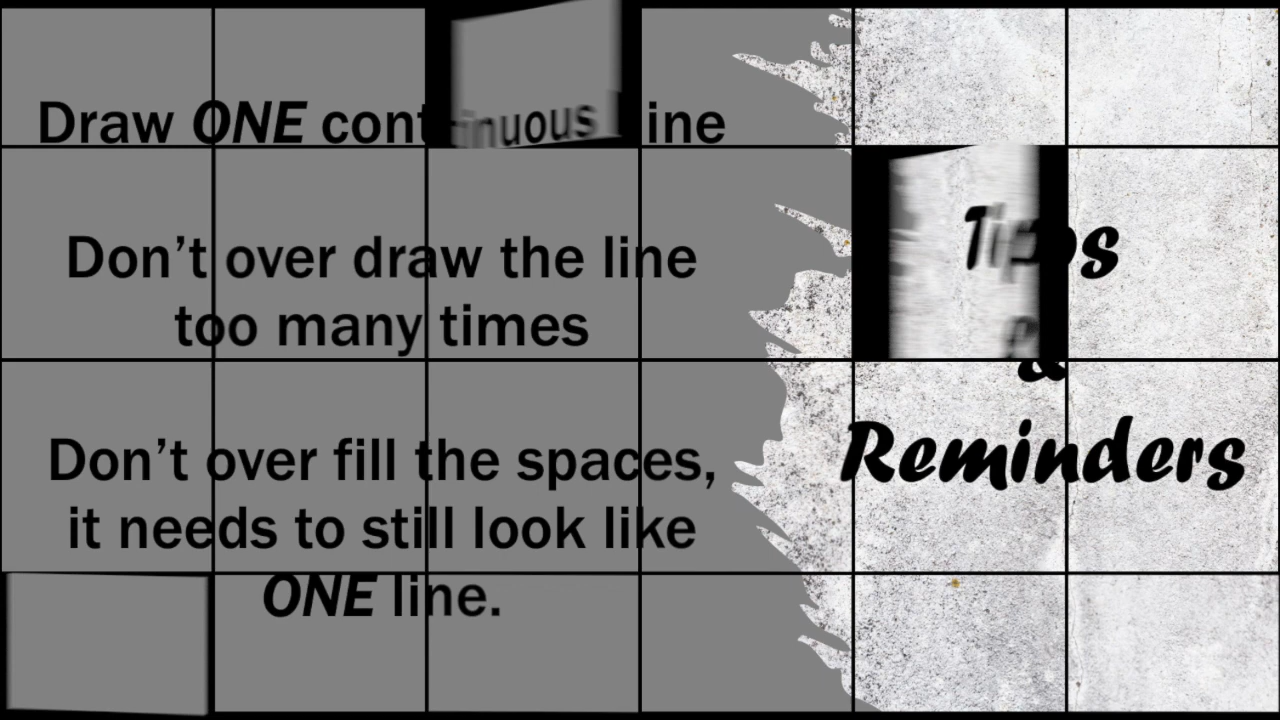 Draw ONE continuous line
Don’t over draw the line
too many times
Don’t over fill the spaces,
it needs to still look like
ONE line.
Tips
&
Reminders